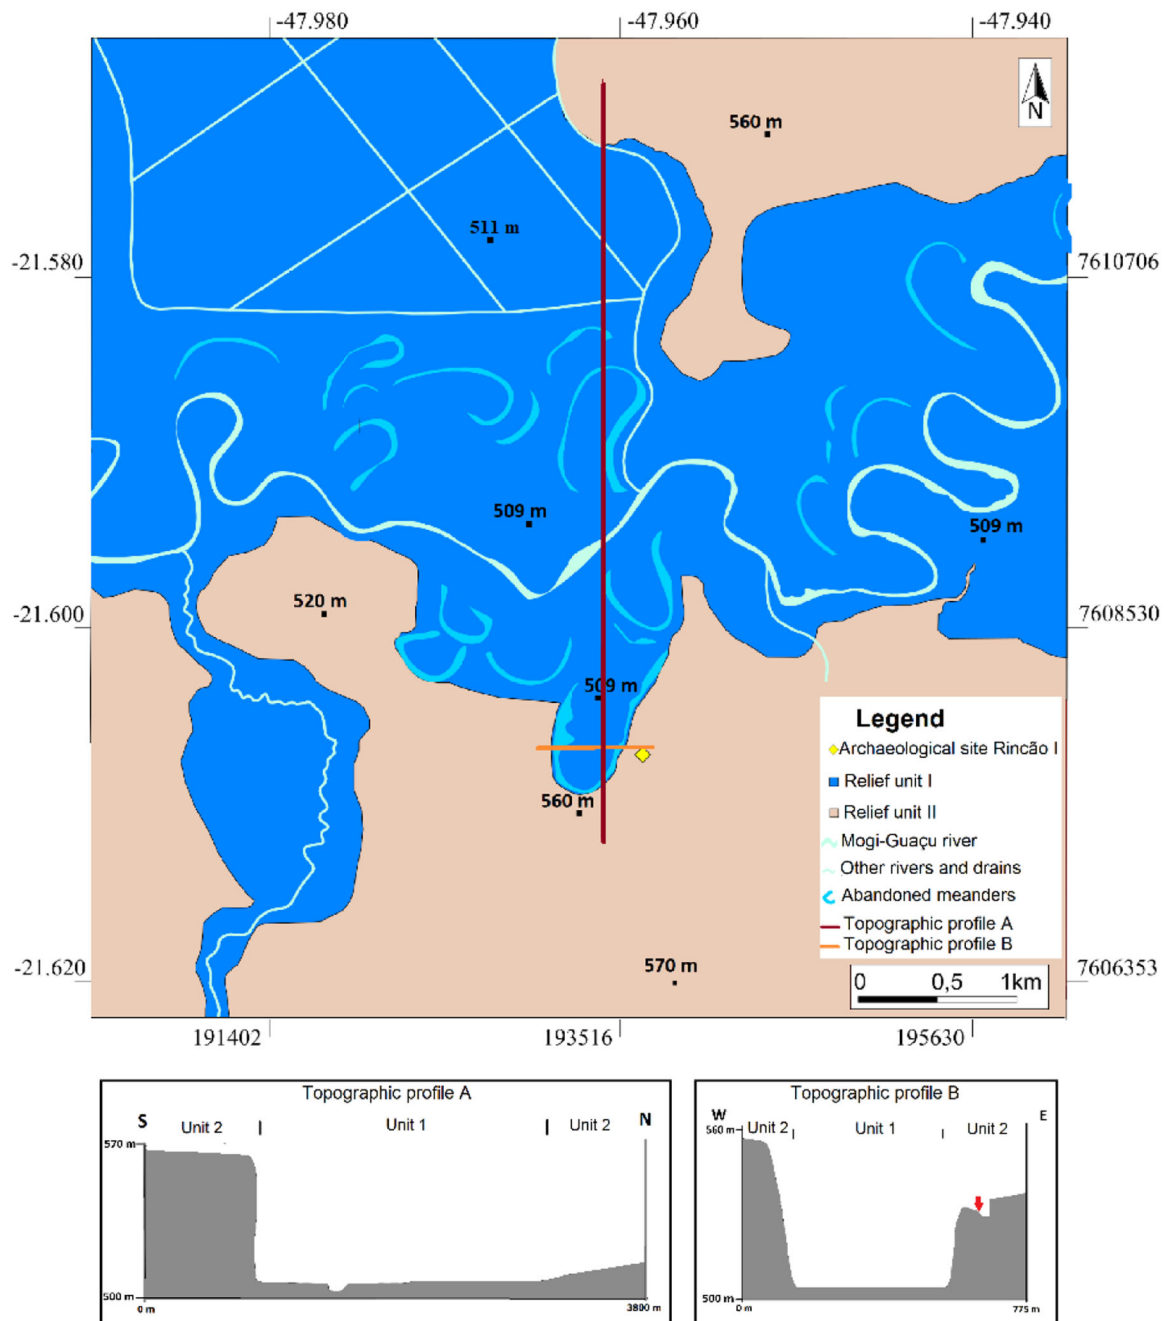 -47.980 -47.960 -47.940
N
560 m
511 m
-21.580 7610706
509 m 509 m
520 m
-21.600 7608530
509 m
560 m
570 m
-21.620 7606353
Legend
Archaeological site Rincão I
Relief unit I
Relief unit II
Mogi-Guaçu river
Other rivers and drains
Abandoned meanders
Topographic profile A
Topographic profile B
0 0,5 1km
191402 193516 195630
Topographic profile A
S N
Unit 2 | Unit 1 | Unit 2
570 m
500 m
0 m 3800 m
Topographic profile B
W E
560 m
Unit 2 | Unit 1 | Unit 2
500 m
0 m 775 m